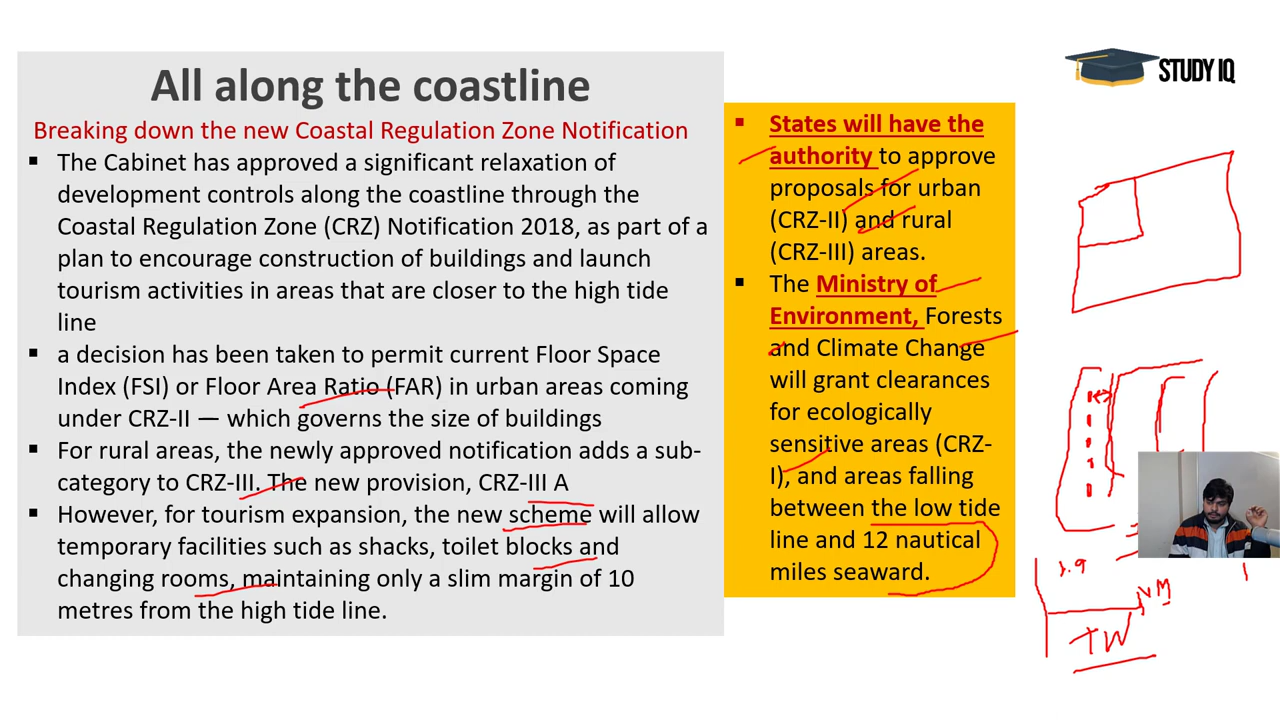 All along the coastline
Breaking down the new Coastal Regulation Zone Notification
▪ The Cabinet has approved a significant relaxation of
development controls along the coastline through the
Coastal Regulation Zone (CRZ) Notification 2018, as part of a
plan to encourage construction of buildings and launch
tourism activities in areas that are closer to the high tide
line
▪ a decision has been taken to permit current Floor Space
Index (FSI) or Floor Area Ratio (FAR) in urban areas coming
under CRZ-II — which governs the size of buildings
▪ For rural areas, the newly approved notification adds a sub-
category to CRZ-III. The new provision, CRZ-III A
▪ However, for tourism expansion, the new scheme will allow
temporary facilities such as shacks, toilet blocks and
changing rooms, maintaining only a slim margin of 10
metres from the high tide line.
▪ States will have the
authority to approve
proposals for urban
(CRZ-II) and rural
(CRZ-III) areas.
▪ The Ministry of
Environment, Forests
and Climate Change
will grant clearances
for ecologically
sensitive areas (CRZ-
I), and areas falling
between the low tide
line and 12 nautical
miles seaward.
STUDY IQ
TW